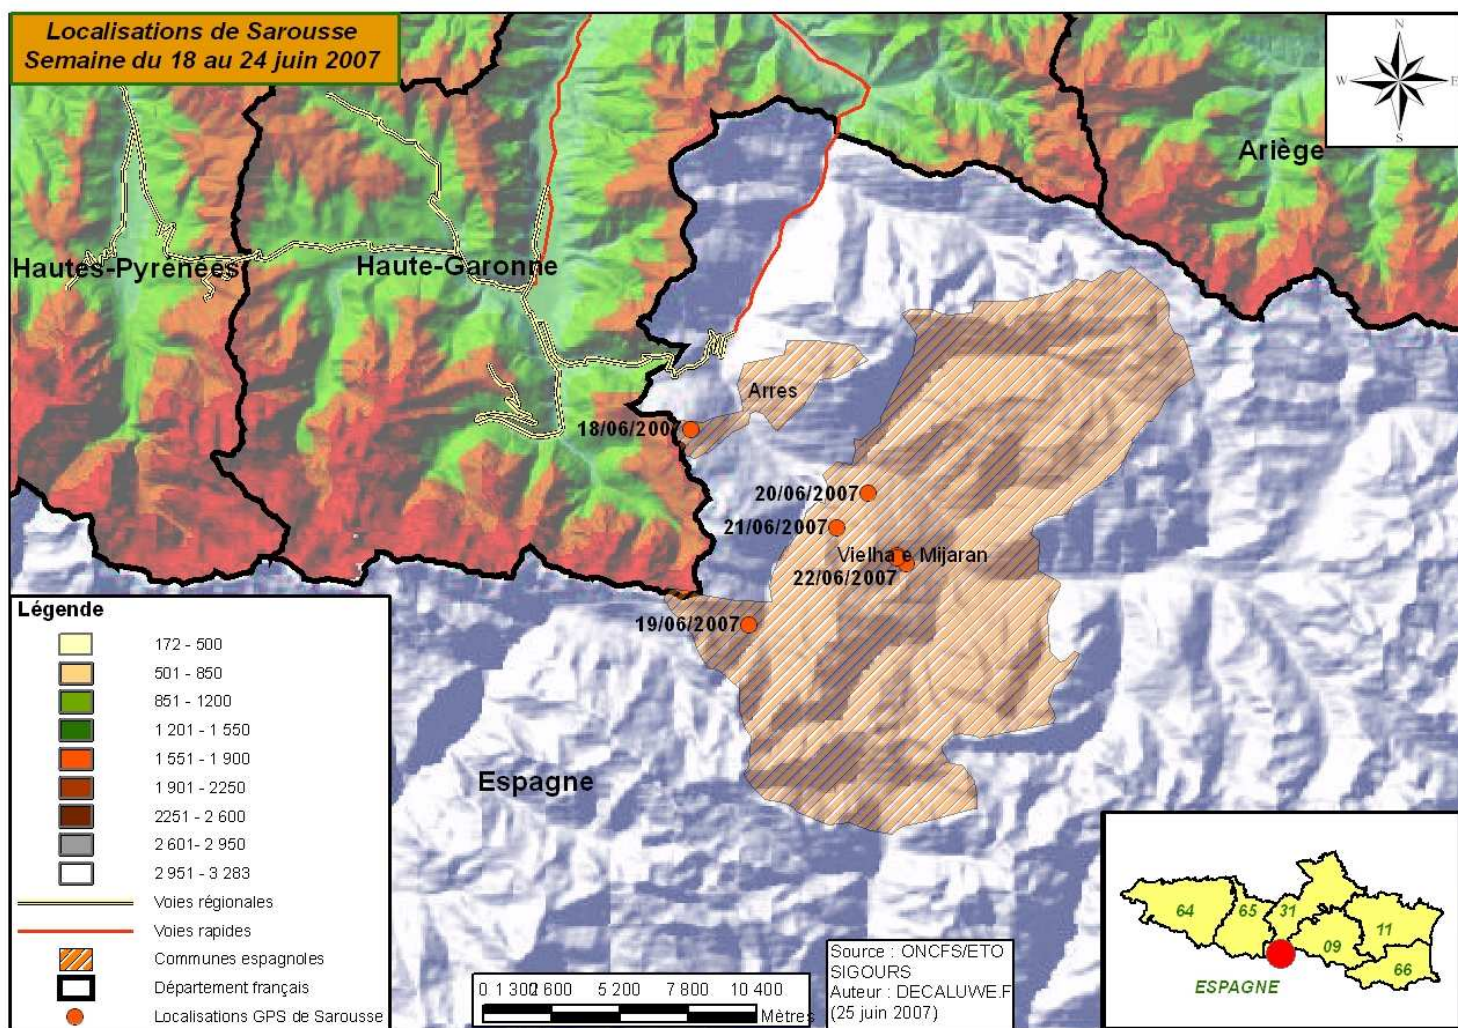 Localisations de Sarousse
Semaine du 18 au 24 juin 2007
N
W
E
S
Ariège
Hautes-Pyrénées
Haute-Garonne
Arres
18/06/2007
20/06/2007
21/06/2007
Vielha e Mijaran
22/06/2007
19/06/2007
Espagne
Légende
172 - 500
501 - 850
851 - 1200
1 201 - 1 550
1 551 - 1 900
1 901 - 2250
2251 - 2 600
2 601 - 2 950
2 951 - 3 283
Voies régionales
Voies rapides
Communes espagnoles
Département français
Localisations GPS de Sarousse
0 1 300 2 600 5 200 7 800 10 400
Mètres
Source : ONCFS/ETO
SIGOURS
Auteur : DECALUWE.F
(25 juin 2007)
64
65
31
09
11
66
ESPAGNE